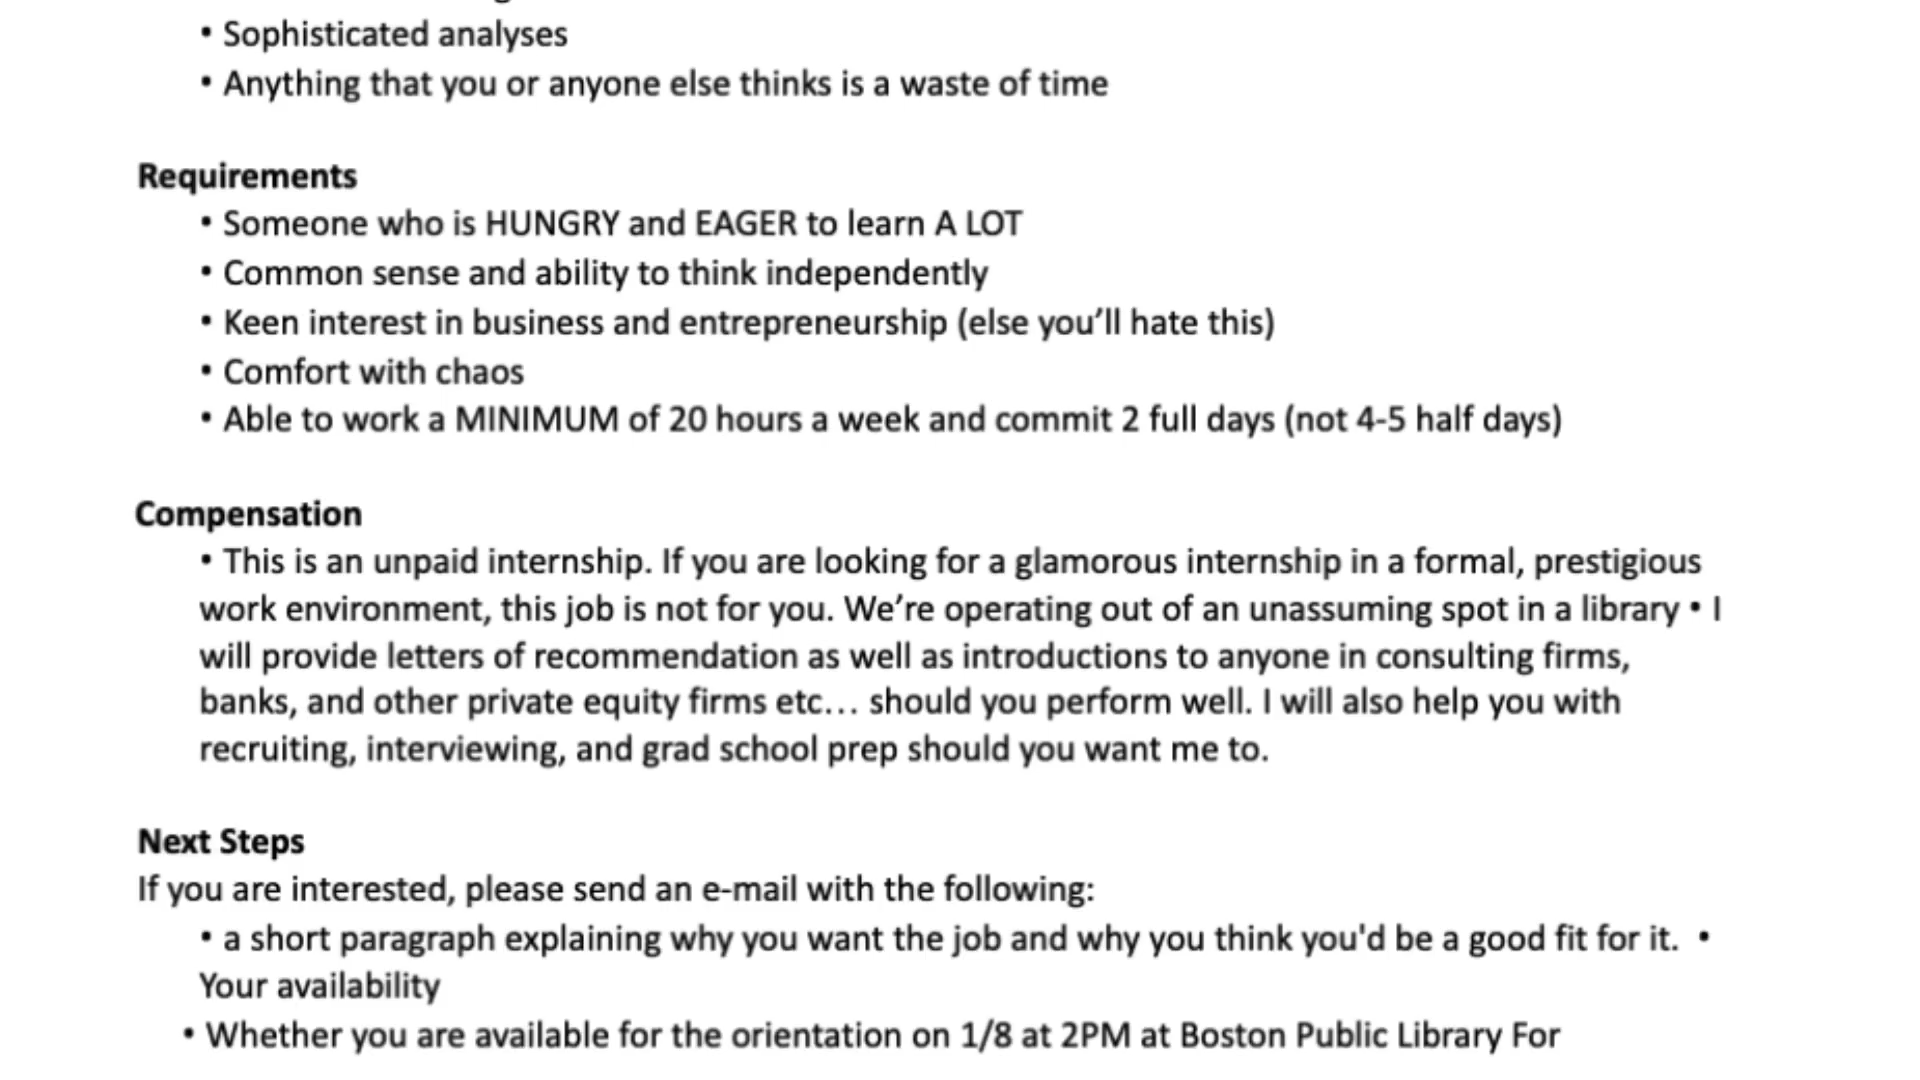 • Sophisticated analyses
• Anything that you or anyone else thinks is a waste of time
Requirements
• Someone who is HUNGRY and EAGER to learn A LOT
• Common sense and ability to think independently
• Keen interest in business and entrepreneurship (else you’ll hate this)
• Comfort with chaos
• Able to work a MINIMUM of 20 hours a week and commit 2 full days (not 4-5 half days)
Compensation
• This is an unpaid internship. If you are looking for a glamorous internship in a formal, prestigious
work environment, this job is not for you. We’re operating out of an unassuming spot in a library • I
will provide letters of recommendation as well as introductions to anyone in consulting firms,
banks, and other private equity firms etc… should you perform well. I will also help you with
recruiting, interviewing, and grad school prep should you want me to.
Next Steps
If you are interested, please send an e-mail with the following:
• a short paragraph explaining why you want the job and why you think you'd be a good fit for it. •
Your availability
• Whether you are available for the orientation on 1/8 at 2PM at Boston Public Library For